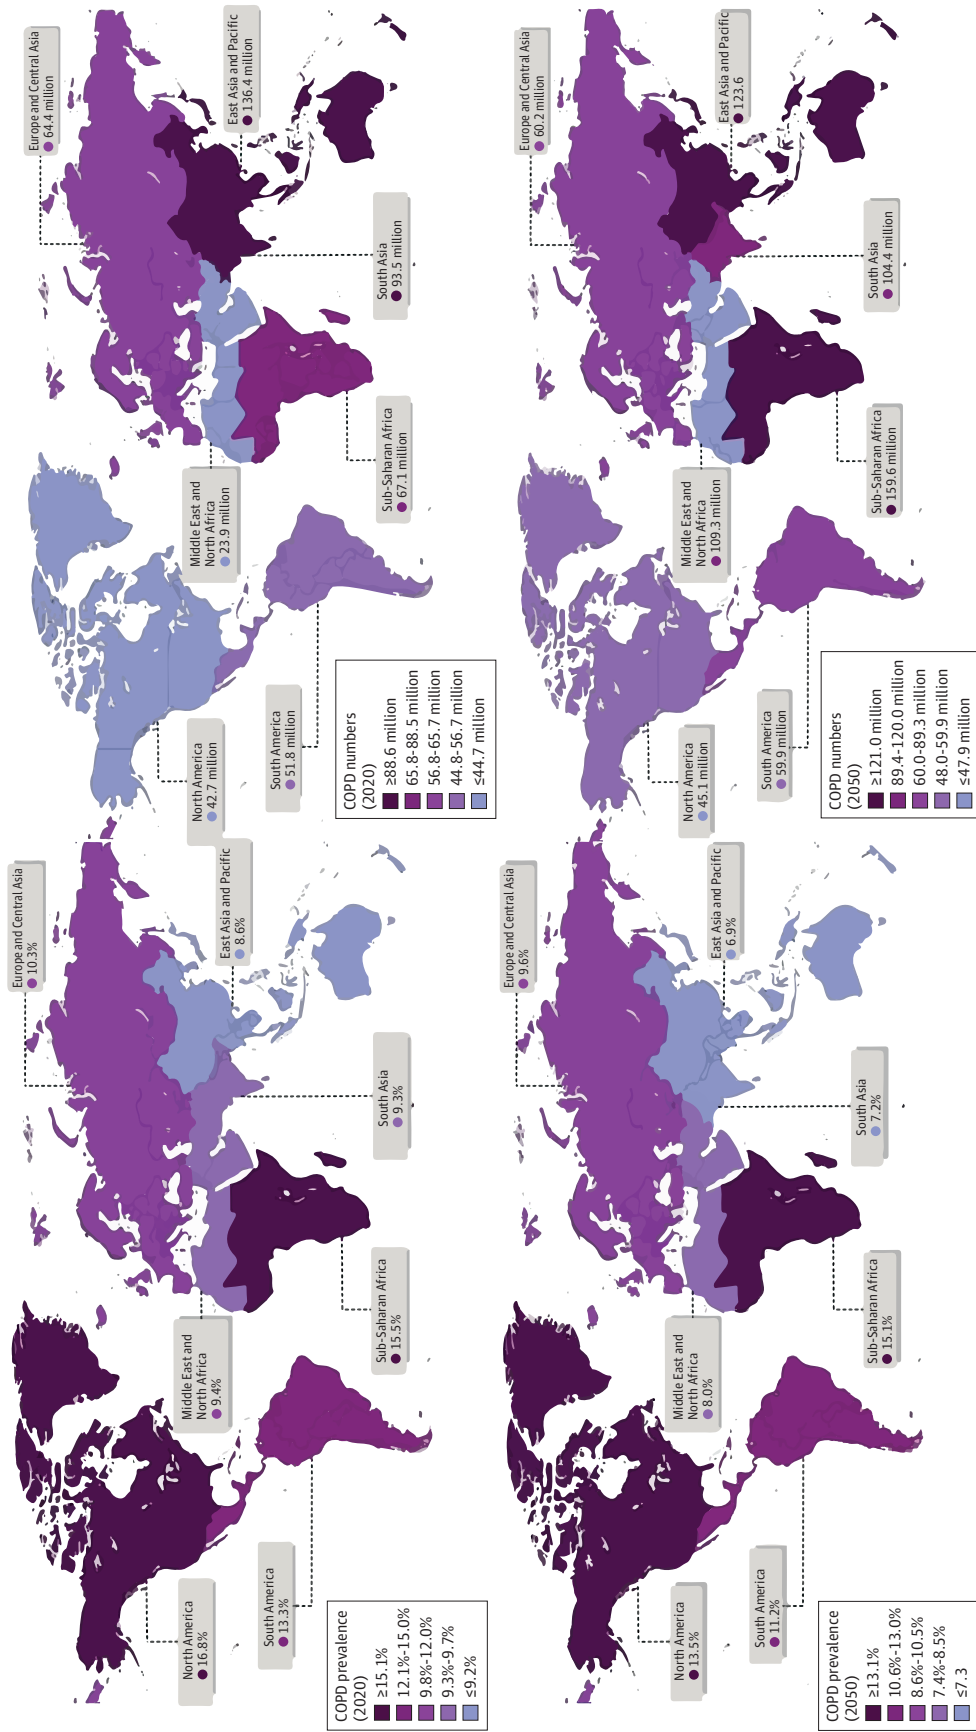 Europe and Central Asia
10.3%
East Asia and Pacific
8.6%
South Asia
9.3%
Sub-Saharan Africa
15.5%
Middle East and
North Africa
9.4%
South America
13.3%
North America
16.8%
COPD prevalence
(2020)
≥15.1%
12.1%-15.0%
9.8%-12.0%
9.3%-9.7%
≤9.2%
Europe and Central Asia
64.4 million
East Asia and Pacific
136.4 million
South Asia
93.5 million
Sub-Saharan Africa
67.1 million
Middle East and
North Africa
23.9 million
South America
51.8 million
North America
42.7 million
COPD numbers
(2020)
≥88.6 million
65.8-88.5 million
56.8-65.7 million
44.8-56.7 million
≤44.7 million
Europe and Central Asia
9.6%
East Asia and Pacific
6.9%
South Asia
7.2%
Sub-Saharan Africa
15.1%
Middle East and
North Africa
8.0%
South America
11.2%
North America
13.5%
COPD prevalence
(2050)
≥13.1%
10.6%-13.0%
8.6%-10.5%
7.4%-8.5%
≤7.3
Europe and Central Asia
60.2 million
East Asia and Pacific
123.6
South Asia
104.4 million
Sub-Saharan Africa
159.6 million
Middle East and
North Africa
109.3 million
South America
59.9 million
North America
45.1 million
COPD numbers
(2050)
≥121.0 million
89.4-120.0 million
60.0-89.3 million
48.0-59.9 million
≤47.9 million